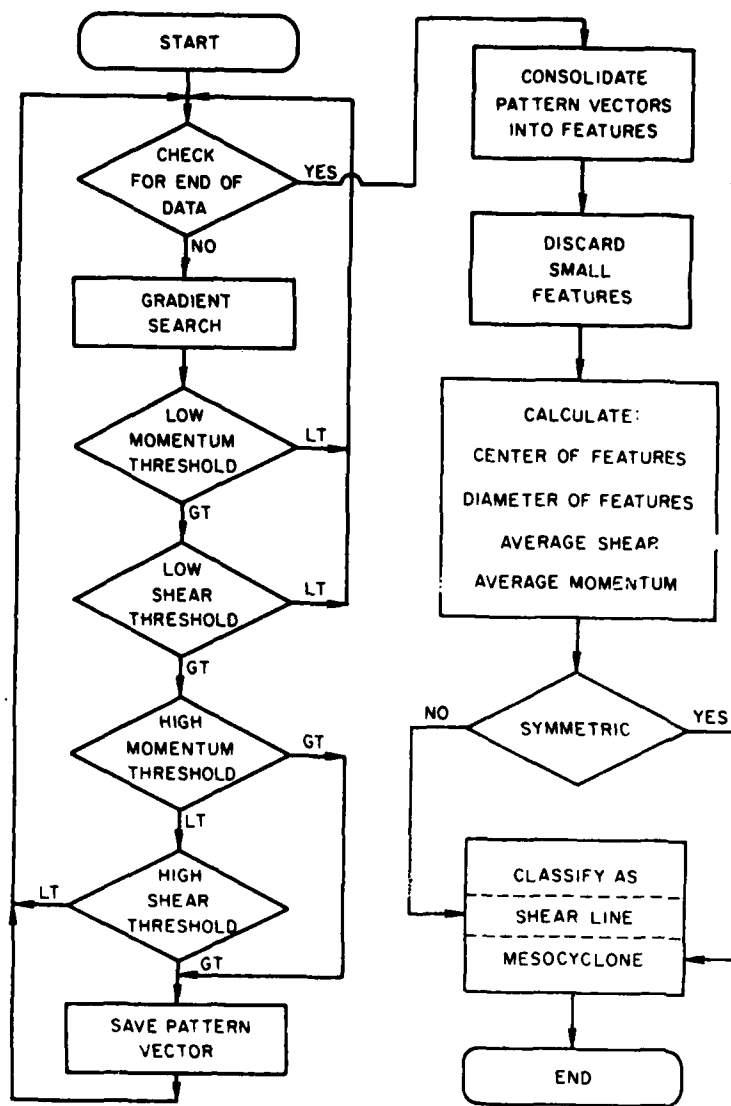 START
CHECK
FOR END OF
DATA
YES
NO
GRADIENT
SEARCH
LOW
MOMENTUM
THRESHOLD
LT
GT
LOW
SHEAR
THRESHOLD
LT
GT
HIGH
MOMENTUM
THRESHOLD
GT
LT
HIGH
SHEAR
THRESHOLD
LT
GT
SAVE PATTERN
VECTOR
CONSOLIDATE
PATTERN VECTORS
INTO FEATURES
DISCARD
SMALL
FEATURES
CALCULATE:
CENTER OF FEATURES
DIAMETER OF FEATURES
AVERAGE SHEAR
AVERAGE MOMENTUM
SYMMETRIC
NO
YES
CLASSIFY AS
SHEAR LINE
MESOCYCLONE
END